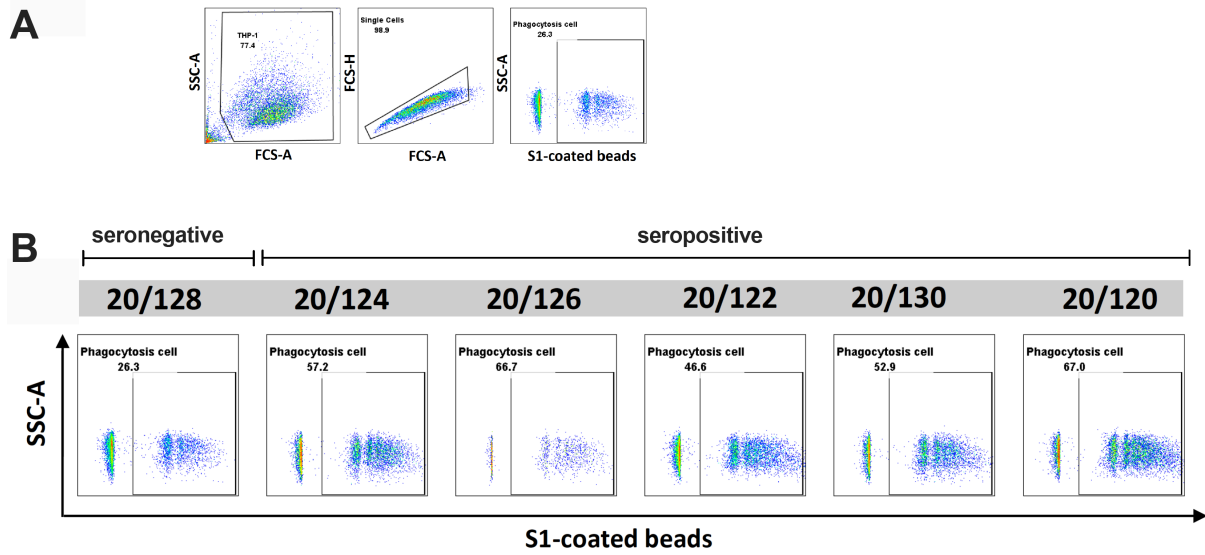 A
THP-1
77.4
SSC-A
FCS-A
Single Cells
98.9
FCS-H
FCS-A
Phagocytosis cell
26.3
SSC-A
S1-coated beads
B
seronegative
seropositive
20/128
20/124
20/126
20/122
20/130
20/120
Phagocytosis cell
26.3
Phagocytosis cell
57.2
Phagocytosis cell
66.7
Phagocytosis cell
46.6
Phagocytosis cell
52.9
Phagocytosis cell
67.0
SSC-A
S1-coated beads